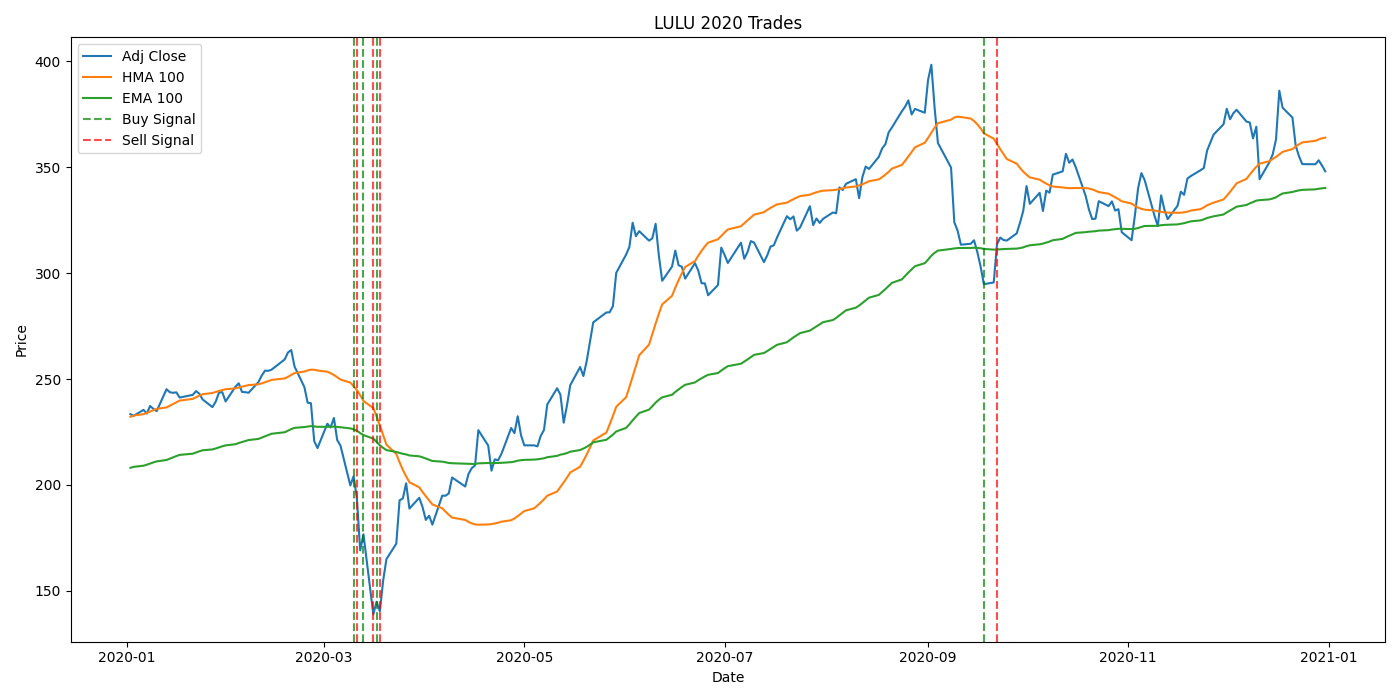 LULU 2020 Trades
Adj Close
HMA 100
EMA 100
Buy Signal
Sell Signal
400
350
300
250
200
150
Price
2020-01
2020-03
2020-05
2020-07
2020-09
2020-11
2021-01
Date